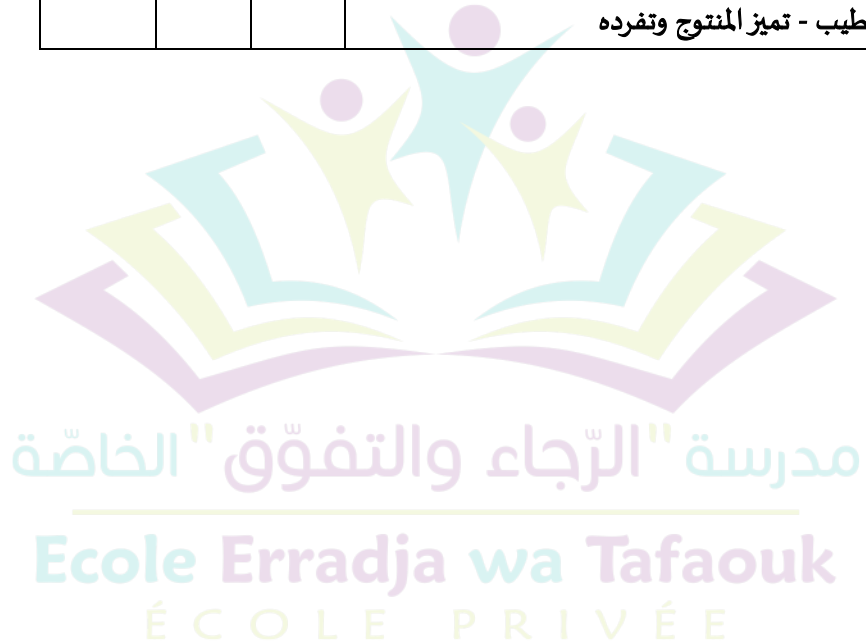 طيب - تميز المنتوج وتفرده
مدرسة "الرّجاء والتفوّق" الخاصّة
Ecole Erradja wa Tafaouk
ÉCOLE PRIVÉE